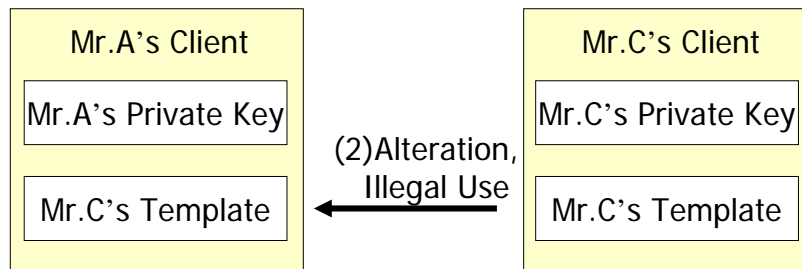 Mr.A's Client
Mr.A's Private Key
Mr.C's Template
(2)Alteration,
Illegal Use
Mr.C's Client
Mr.C's Private Key
Mr.C's Template